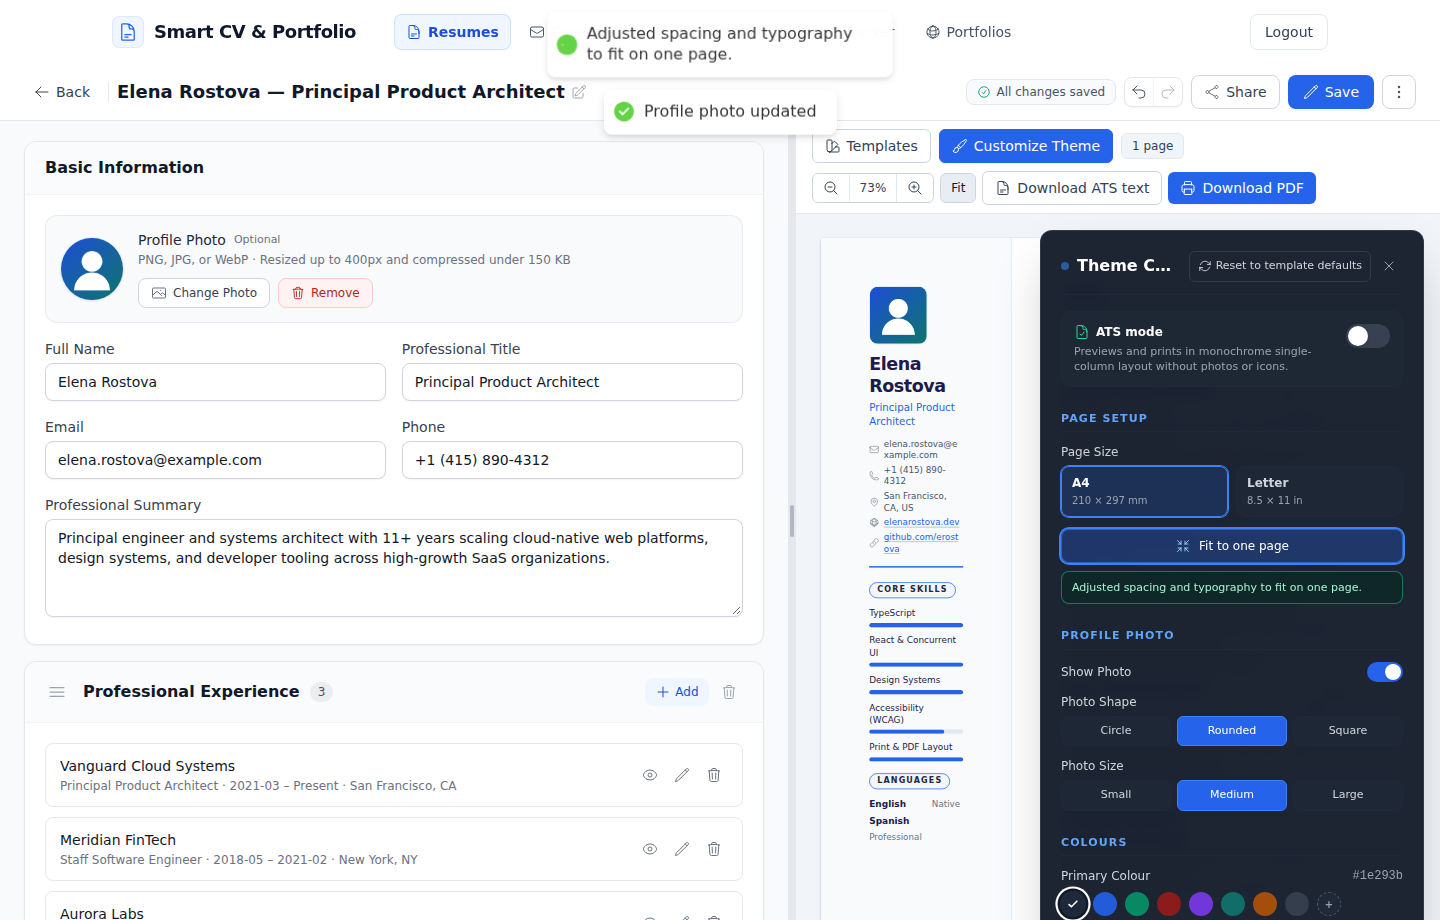 Smart CV & Portfolio
Resumes
Portfolios
Logout
Adjusted spacing and typography
to fit on one page.
Profile photo updated
Back
Elena Rostova — Principal Product Architect
All changes saved
Share
Save
Templates
Customize Theme
1 page
73%
Fit
Download ATS text
Download PDF
Basic Information
Profile Photo Optional
PNG, JPG, or WebP · Resized up to 400px and compressed under 150 KB
Change Photo
Remove
Full Name
Professional Title
Elena Rostova
Principal Product Architect
Email
Phone
elena.rostova@example.com
+1 (415) 890-4312
Professional Summary
Principal engineer and systems architect with 11+ years scaling cloud-native web platforms,
design systems, and developer tooling across high-growth SaaS organizations.
Professional Experience 3
Add
Vanguard Cloud Systems
Principal Product Architect · 2021-03 – Present · San Francisco, CA
Meridian FinTech
Staff Software Engineer · 2018-05 – 2021-02 · New York, NY
Aurora Labs
Elena
Rostova
Principal Product
Architect
elena.rostova@e
xample.com
+1 (415) 890-
4312
San Francisco,
CA, US
elenarostova.dev
github.com/erost
ova
CORE SKILLS
TypeScript
React & Concurrent
UI
Design Systems
Accessibility
(WCAG)
Print & PDF Layout
LANGUAGES
English Native
Spanish
Professional
Theme C...
Reset to template defaults
ATS mode
Previews and prints in monochrome single-
column layout without photos or icons.
PAGE SETUP
Page Size
A4
210 × 297 mm
Letter
8.5 × 11 in
Fit to one page
Adjusted spacing and typography to fit on one page.
PROFILE PHOTO
Show Photo
Photo Shape
Circle
Rounded
Square
Photo Size
Small
Medium
Large
COLOURS
Primary Colour
#1e293b